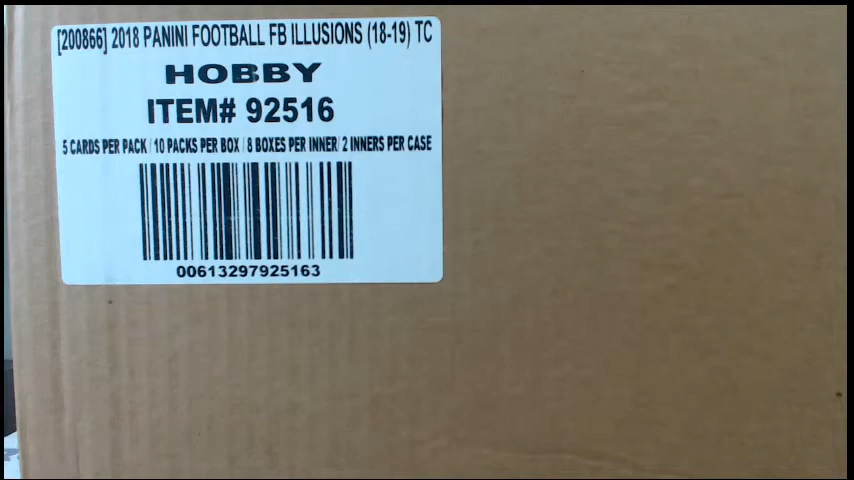 [200866] 2018 PANINI FOOTBALL FB ILLUSIONS (18-19) TC
HOBBY
ITEM# 92516
5 CARDS PER PACK / 10 PACKS PER BOX / 8 BOXES PER INNER / 2 INNERS PER CASE
00613297925163